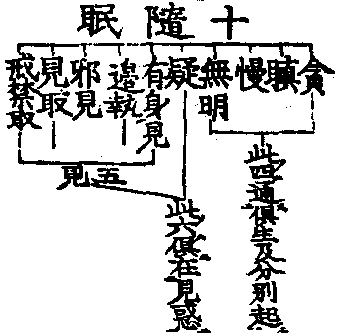 十隨眠
貪
瞋
慢
無明
疑
有身見
邊執
邪見
見取
戒禁取
此四通俱生及分別起
五見
此六俱在見惑